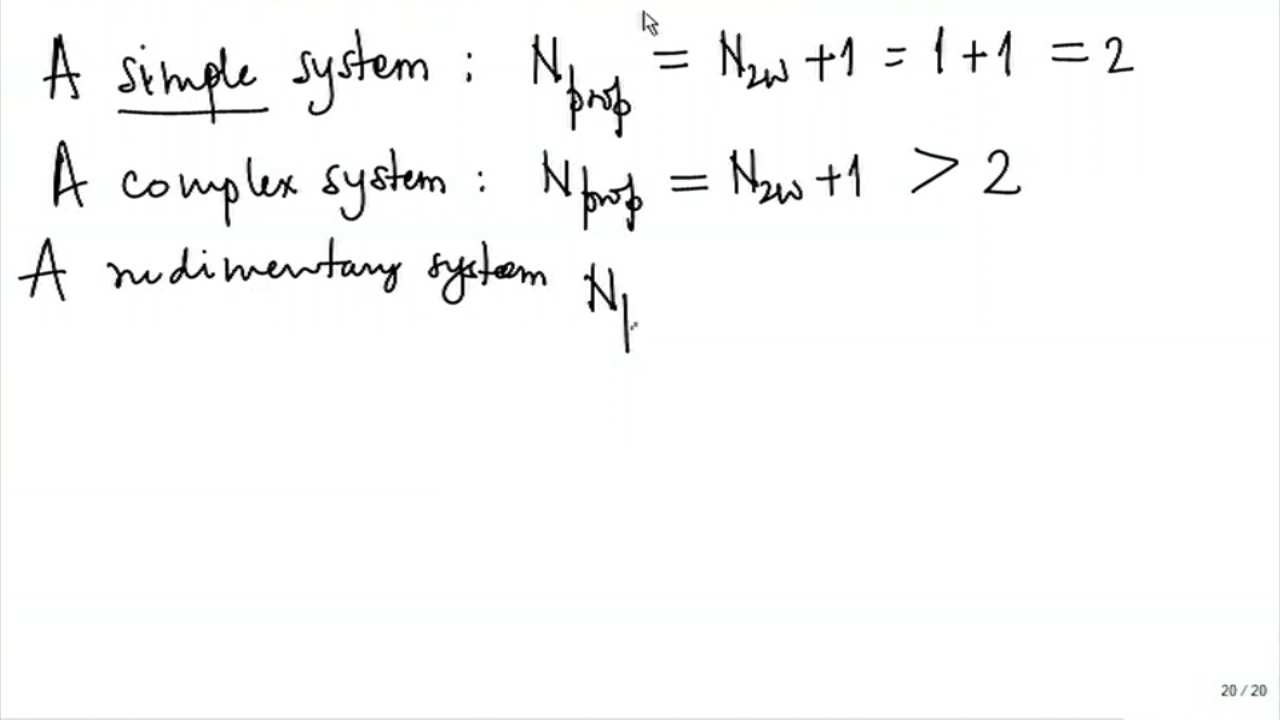 A simple system : N_prop = N_2w + 1 = 1 + 1 = 2
A complex system : N_prop = N_2w + 1 > 2
A rudimentary system N
20 / 20